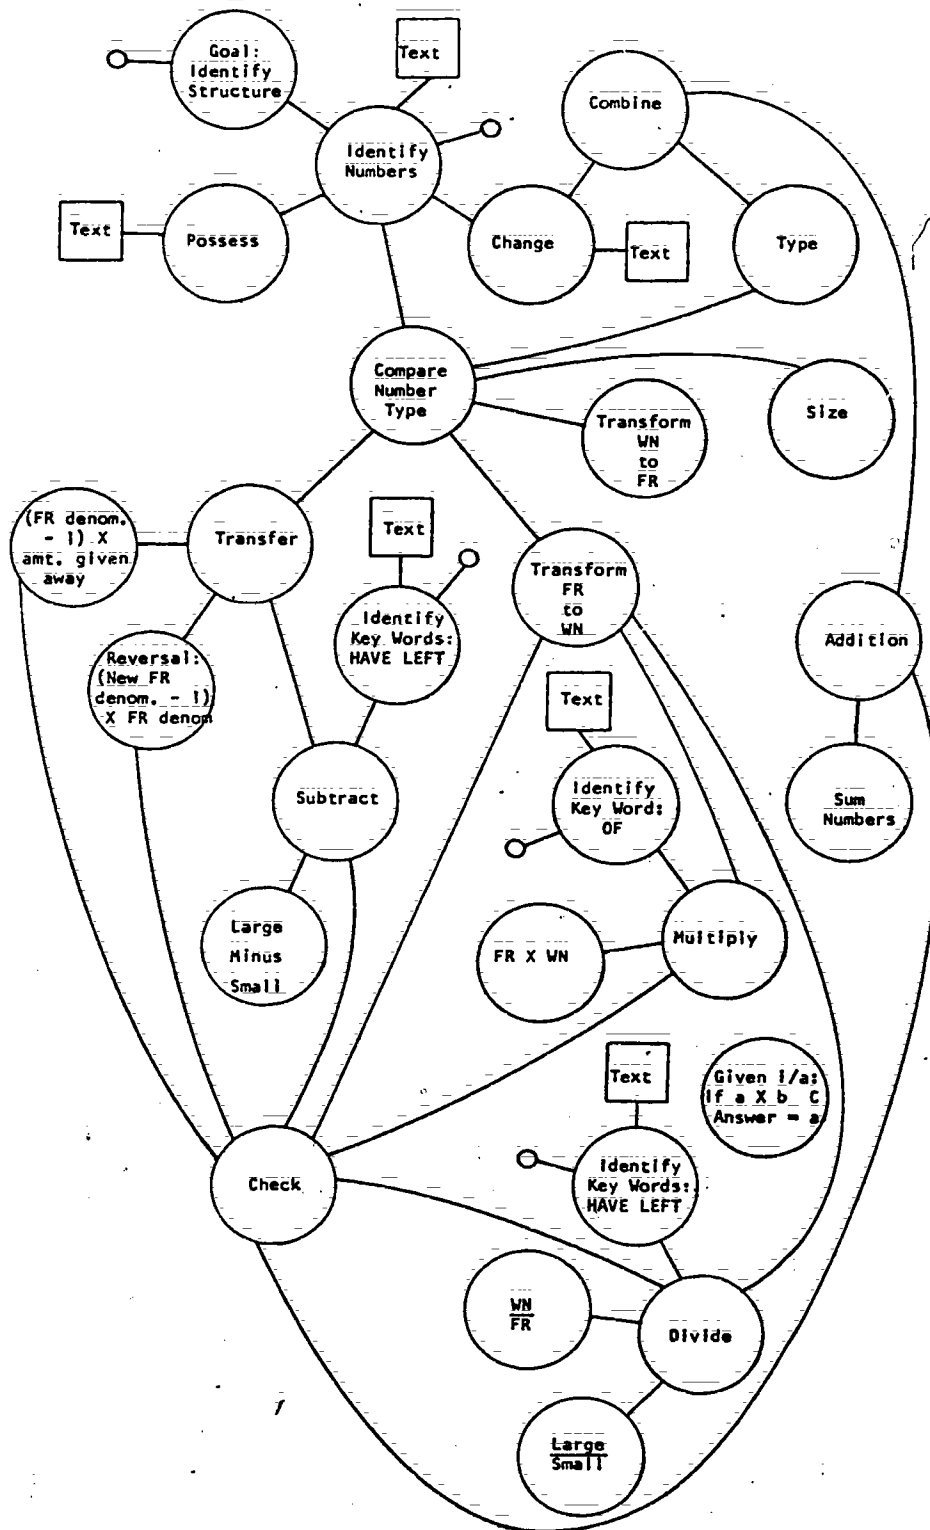 Goal:
Identify
Structure
Text
Combine
Identify
Numbers
Text
Possess
Change
Text
Type
Compare
Number
Type
Size
Transform
WN
to
FR
(FR denom.
- 1) X
amt. given
away
Transfer
Text
Transform
FR
to
WN
Identify
Key Words:
HAVE LEFT
Addition
Reversal:
(New FR
denom. - 1)
X FR denom
Text
Subtract
Identify
Key Word:
OF
Sum
Numbers
Large
Minus
Small
FR X WN
Multiply
Text
Given 1/a:
If a X b C
Answer = a
Check
Identify
Key Words:
HAVE LEFT
WN
FR
Divide
Large
Small